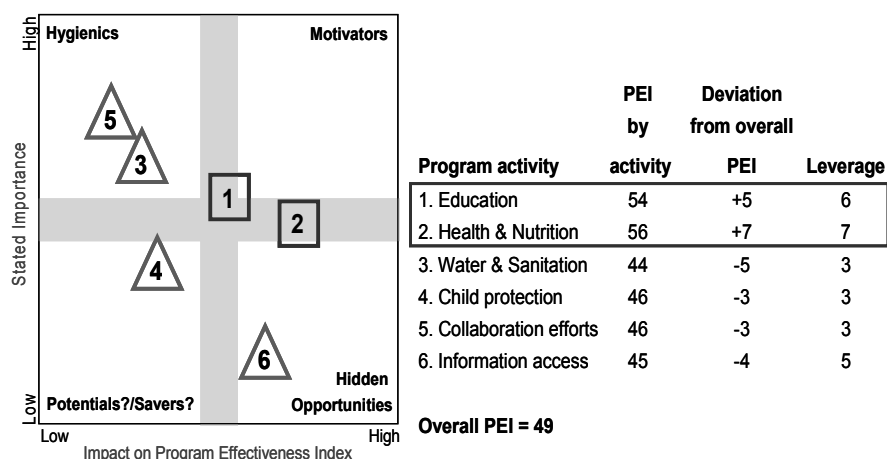 High
Hygienics
Motivators
5
3
1
2
4
6
Stated Importance
Hidden
Potentials?/Savers?
Opportunities
Low
Low
High
Impact on Program Effectiveness Index
PEI Deviation
by from overall
Program activity activity PEI Leverage
1. Education 54 +5 6
2. Health & Nutrition 56 +7 7
3. Water & Sanitation 44 -5 3
4. Child protection 46 -3 3
5. Collaboration efforts 46 -3 3
6. Information access 45 -4 5
Overall PEI = 49